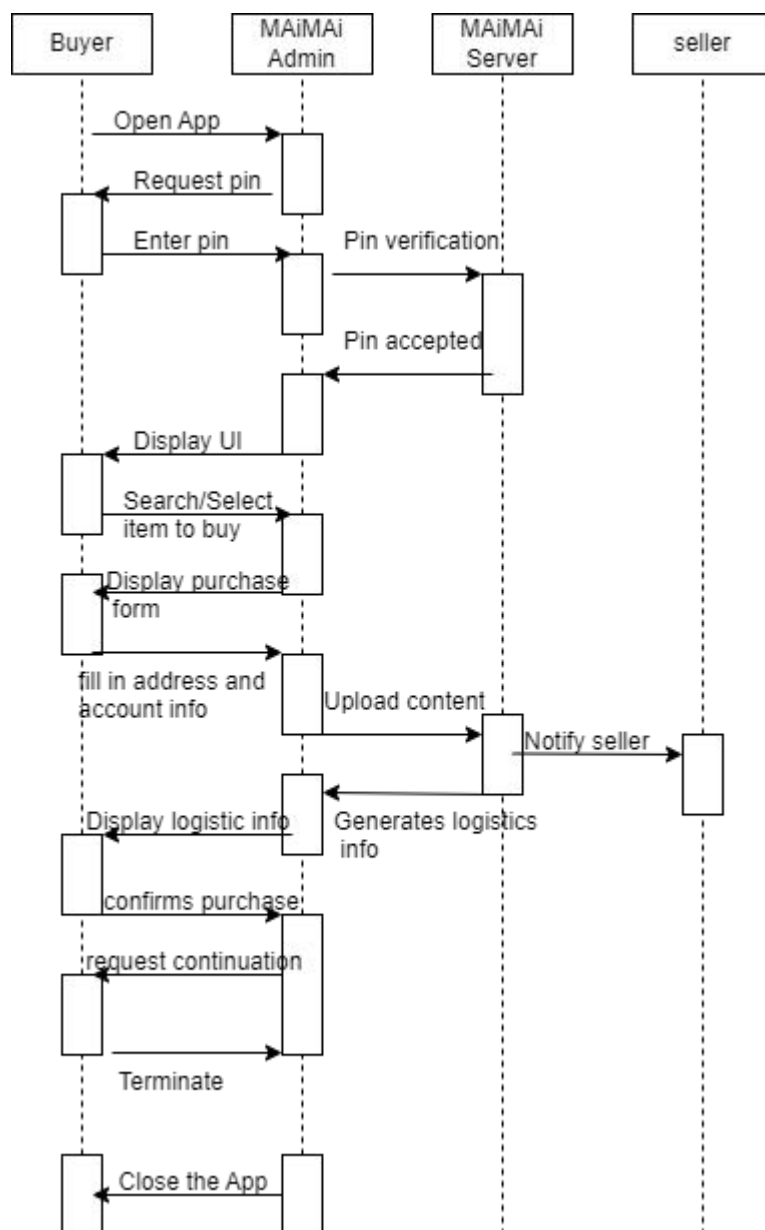 Buyer
MAiMAi
Admin
MAiMAi
Server
seller
Open App
Request pin
Enter pin
Pin verification
Pin accepted
Display UI
Search/Select
item to buy
Display purchase
form
fill in address and
account info
Upload content
Notify seller
Display logistic info
Generates logistics
info
confirms purchase
request continuation
Terminate
Close the App